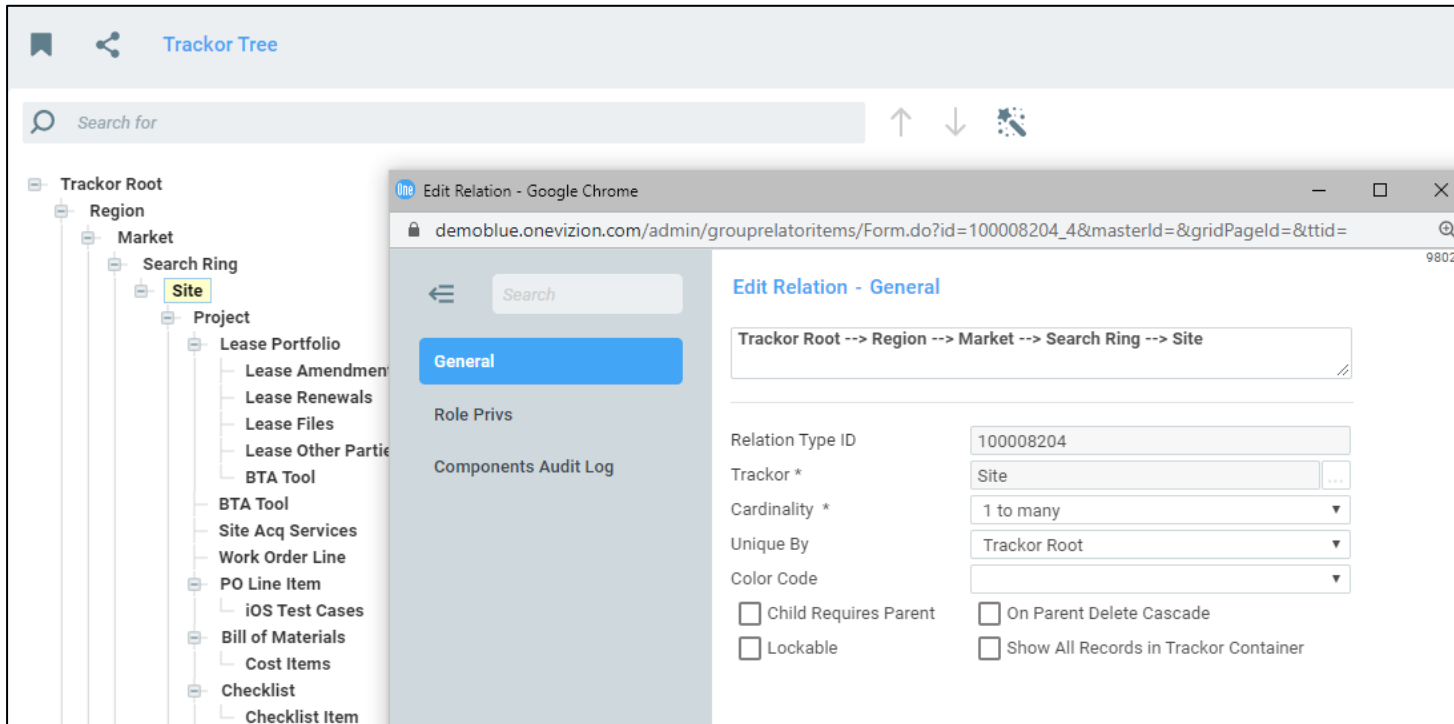 Trackor Tree
Search for
Trackor Root
Region
Market
Search Ring
Site
Project
Lease Portfolio
Lease Amendmen
Lease Renewals
Lease Files
Lease Other Partie
BTA Tool
BTA Tool
Site Acq Services
Work Order Line
PO Line Item
iOS Test Cases
Bill of Materials
Cost Items
Checklist
Checklist Item
One Edit Relation - Google Chrome
demoblue.onevizion.com/admin/grouprelatoritems/Form.do?id=100008204_4&masterId=&gridPageId=&ttid=
9802
Search
General
Role Privs
Components Audit Log
Edit Relation - General
Trackor Root --> Region --> Market --> Search Ring --> Site
Relation Type ID 100008204
Trackor * Site ...
Cardinality * 1 to many
Unique By Trackor Root
Color Code
Child Requires Parent On Parent Delete Cascade
Lockable Show All Records in Trackor Container